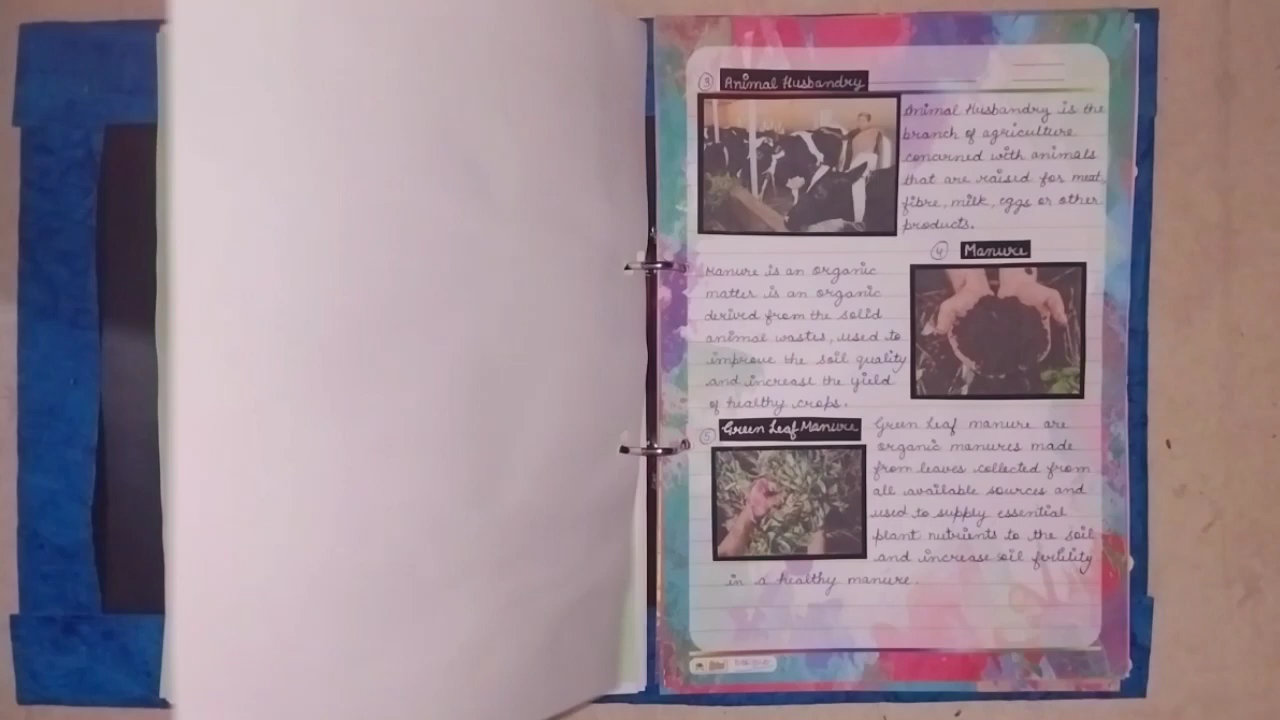 3 Animal Husbandry
Animal Husbandry is the
branch of agriculture
concarned with animals
that are raised for meat,
fibre, milk, eggs or other
products.
4 Manure
Manure is an organic
matter is an organic
derived from the solid
animal wastes, used to
improve the soil quality
and increase the yield
of healthy crops.
5 Green Leaf Manure
Green Leaf manure are
organic manures made
from leaves collected from
all available sources and
used to supply essential
plant nutrients to the soil
and increase soil fertility
in a healthy manure.